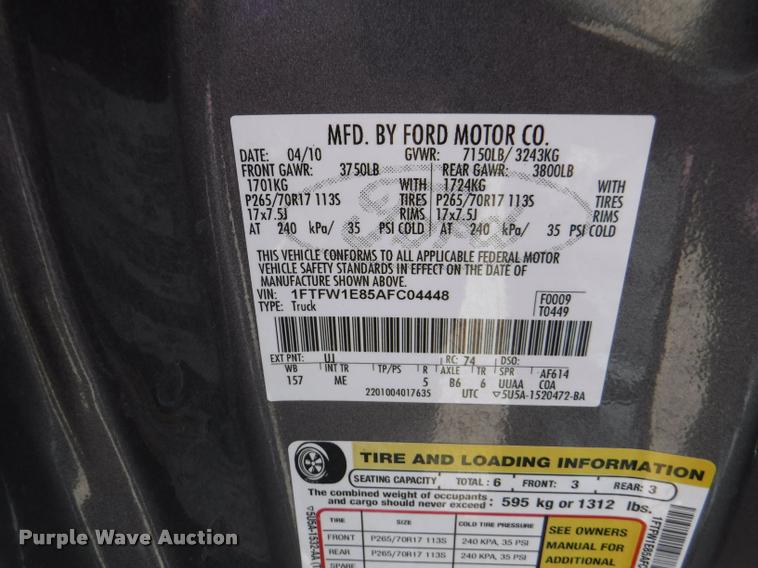 MFD. BY FORD MOTOR CO.
DATE: 04/10 GVWR: 7150LB/ 3243KG
FRONT GAWR: 3750LB REAR GAWR: 3800LB
1701KG WITH 1724KG WITH
P265/70R17 113S TIRES P265/70R17 113S TIRES
17x7.5J RIMS 17x7.5J RIMS
AT 240 kPa/ 35 PSI COLD AT 240 kPa/ 35 PSI COLD
Ford
THIS VEHICLE CONFORMS TO ALL APPLICABLE FEDERAL MOTOR
VEHICLE SAFETY STANDARDS IN EFFECT ON THE DATE OF
MANUFACTURE SHOWN ABOVE.
VIN: 1FTFW1E85AFC04448 F0009
TYPE: Truck T0449
EXT PNT: UJ RC: 74 DSO:
WB INT TR TP/PS R AXLE TR SPR AF614
157 ME 5 B6 6 UUAA COA
220100401763S UTC ▽5U5A-1520472-BA
TIRE AND LOADING INFORMATION
SEATING CAPACITY TOTAL: 6 FRONT: 3 REAR: 3
The combined weight of occupants
and cargo should never exceed: 595 kg or 1312 lbs.
TIRE SIZE COLD TIRE PRESSURE
FRONT P265/70R17 113S 240 KPA, 35 PSI
REAR P265/70R17 113S 240 KPA, 35 PSI
SPARE
SEE OWNERS
MANUAL FOR
ADDITIONAL
Purple Wave Auction